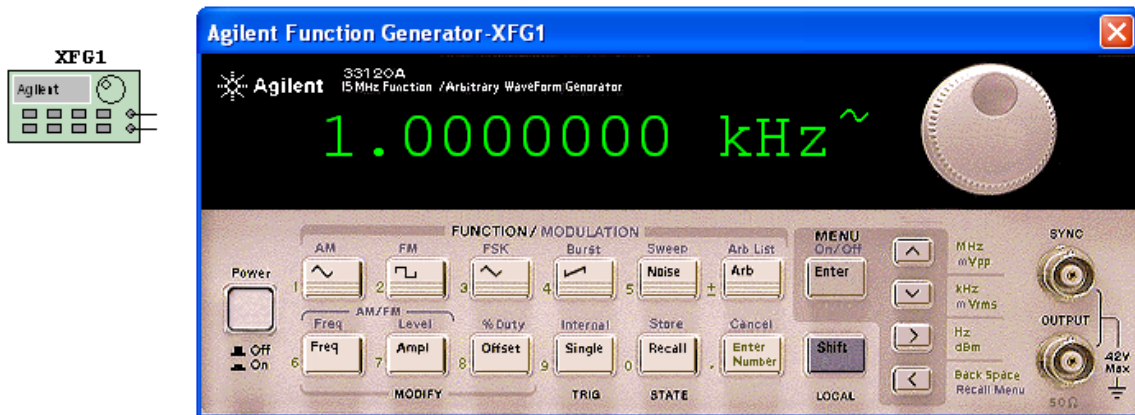 XFG1
Agilent
Agilent Function Generator-XFG1
Agilent 33120A
15MHz Function /Arbitrary WaveForm Generator
1.0000000 kHz~
FUNCTION/ MODULATION
AM FM FSK Burst Sweep Arb List
Power
1 2 3 4 5 Noise ± Arb
AM/FM
Freq Level % Duty Internal Store Cancel
6 Freq 7 Ampl 8 Offset 9 Single 0 Recall . Enter Number
Off
On
MODIFY TRIG STATE
MENU
On/Off
Enter
Shift
LOCAL
MHz
mVpp
kHz
mVrms
Hz
dBm
Back Space
Recall Menu
SYNC
OUTPUT
42V
Max
50Ω